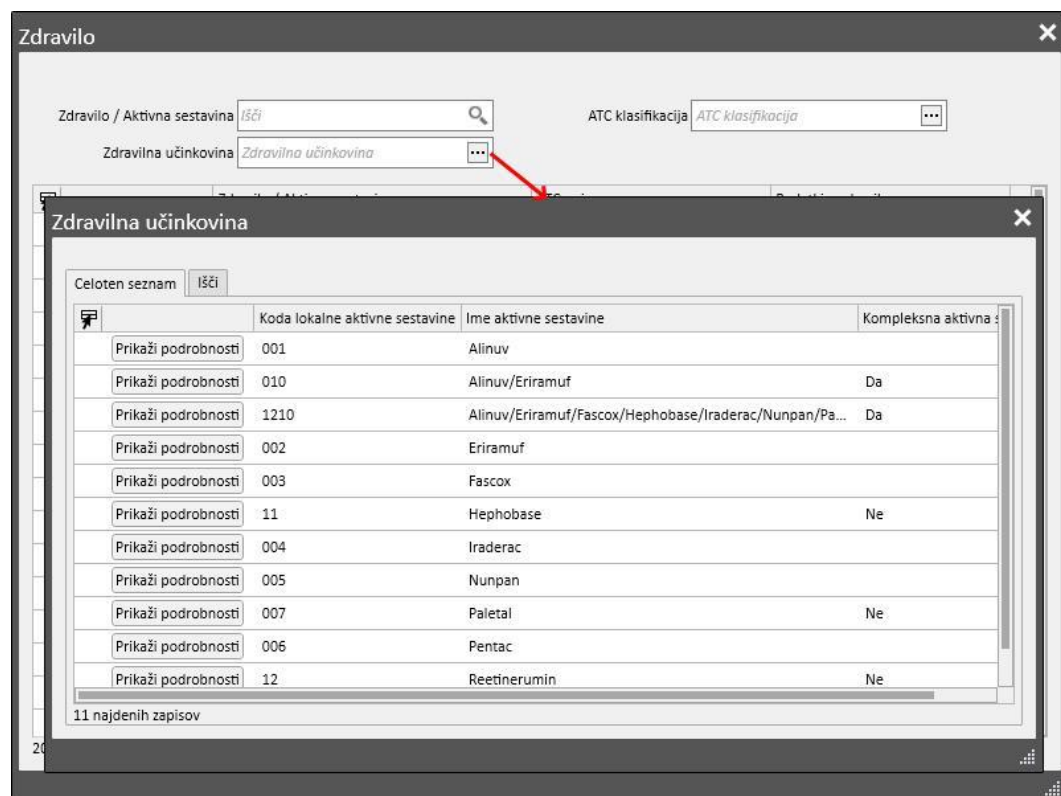 Zdravilo
Zdravilo / Aktivna sestavina Išči ATC klasifikacija ATC klasifikacija
Zdravilna učinkovina Zdravilna učinkovina
Zdravilna učinkovina
Celoten seznam Išči
Koda lokalne aktivne sestavine Ime aktivne sestavine Kompleksna aktivna s
Prikaži podrobnosti 001 Alinuv
Prikaži podrobnosti 010 Alinuv/Eriramuf Da
Prikaži podrobnosti 1210 Alinuv/Eriramuf/Fascox/Hephobase/Iraderac/Nunpan/Pa... Da
Prikaži podrobnosti 002 Eriramuf
Prikaži podrobnosti 003 Fascox
Prikaži podrobnosti 11 Hephobase Ne
Prikaži podrobnosti 004 Iraderac
Prikaži podrobnosti 005 Nunpan
Prikaži podrobnosti 007 Paletal Ne
Prikaži podrobnosti 006 Pentac
Prikaži podrobnosti 12 Reetinerumin Ne
11 najdenih zapisov
20